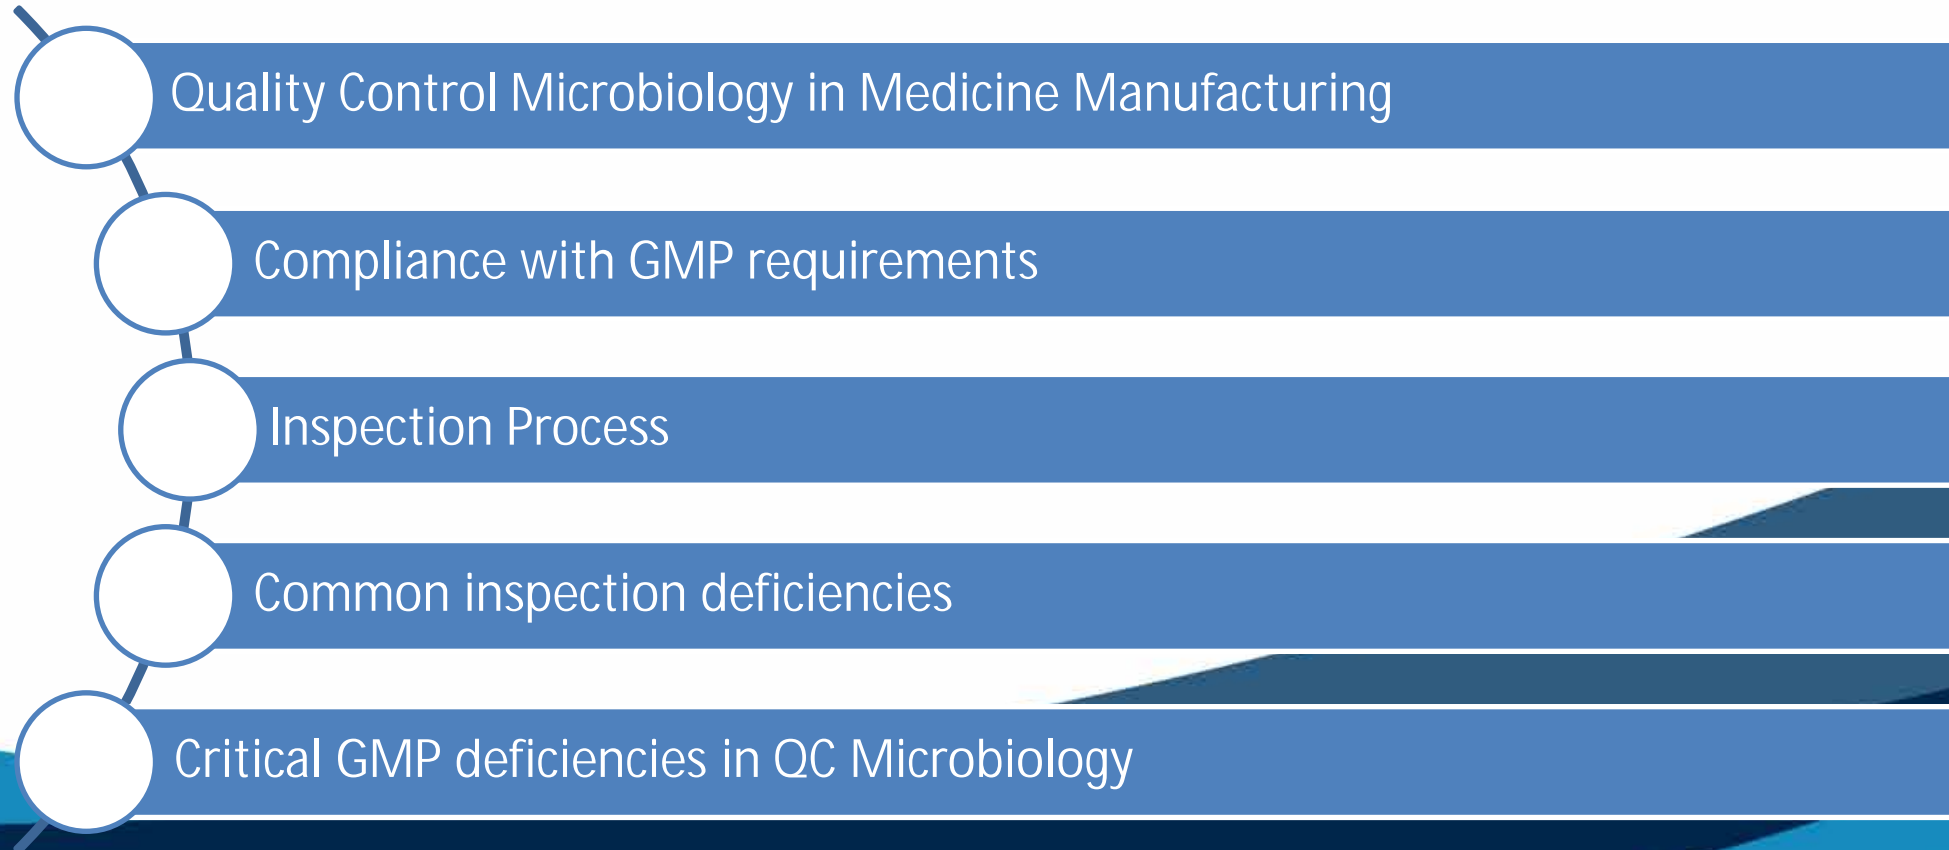 Quality Control Microbiology in Medicine Manufacturing
Compliance with GMP requirements
Inspection Process
Common inspection deficiencies
Critical GMP deficiencies in QC Microbiology